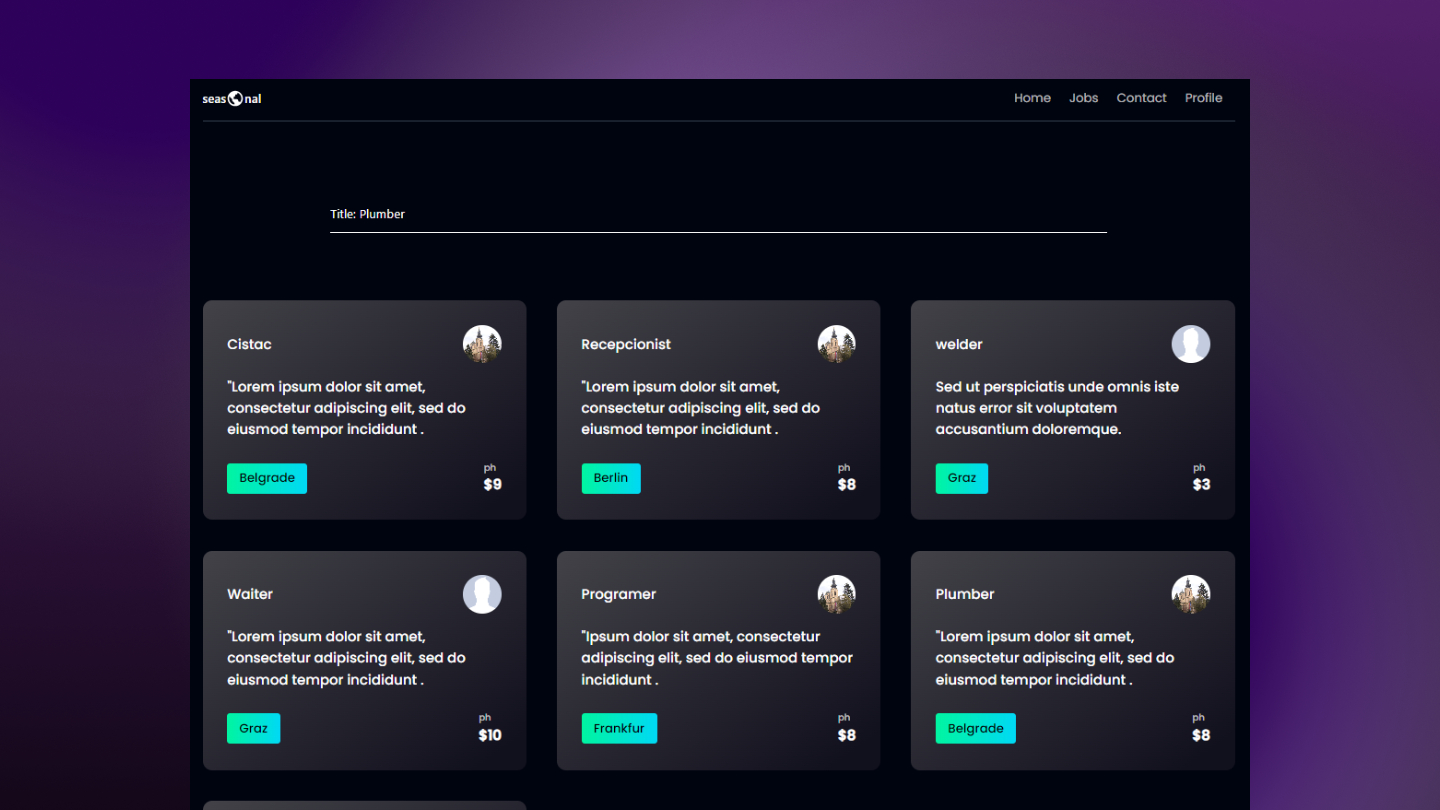 seas nal
Home Jobs Contact Profile
Title: Plumber
Cistac
"Lorem ipsum dolor sit amet,
consectetur adipiscing elit, sed do
eiusmod tempor incididunt .
Belgrade
ph
$9
Recepcionist
"Lorem ipsum dolor sit amet,
consectetur adipiscing elit, sed do
eiusmod tempor incididunt .
Berlin
ph
$8
welder
Sed ut perspiciatis unde omnis iste
natus error sit voluptatem
accusantium doloremque.
Graz
ph
$3
Waiter
"Lorem ipsum dolor sit amet,
consectetur adipiscing elit, sed do
eiusmod tempor incididunt .
Graz
ph
$10
Programer
"Ipsum dolor sit amet, consectetur
adipiscing elit, sed do eiusmod tempor
incididunt .
Frankfur
ph
$8
Plumber
"Lorem ipsum dolor sit amet,
consectetur adipiscing elit, sed do
eiusmod tempor incididunt .
Belgrade
ph
$8